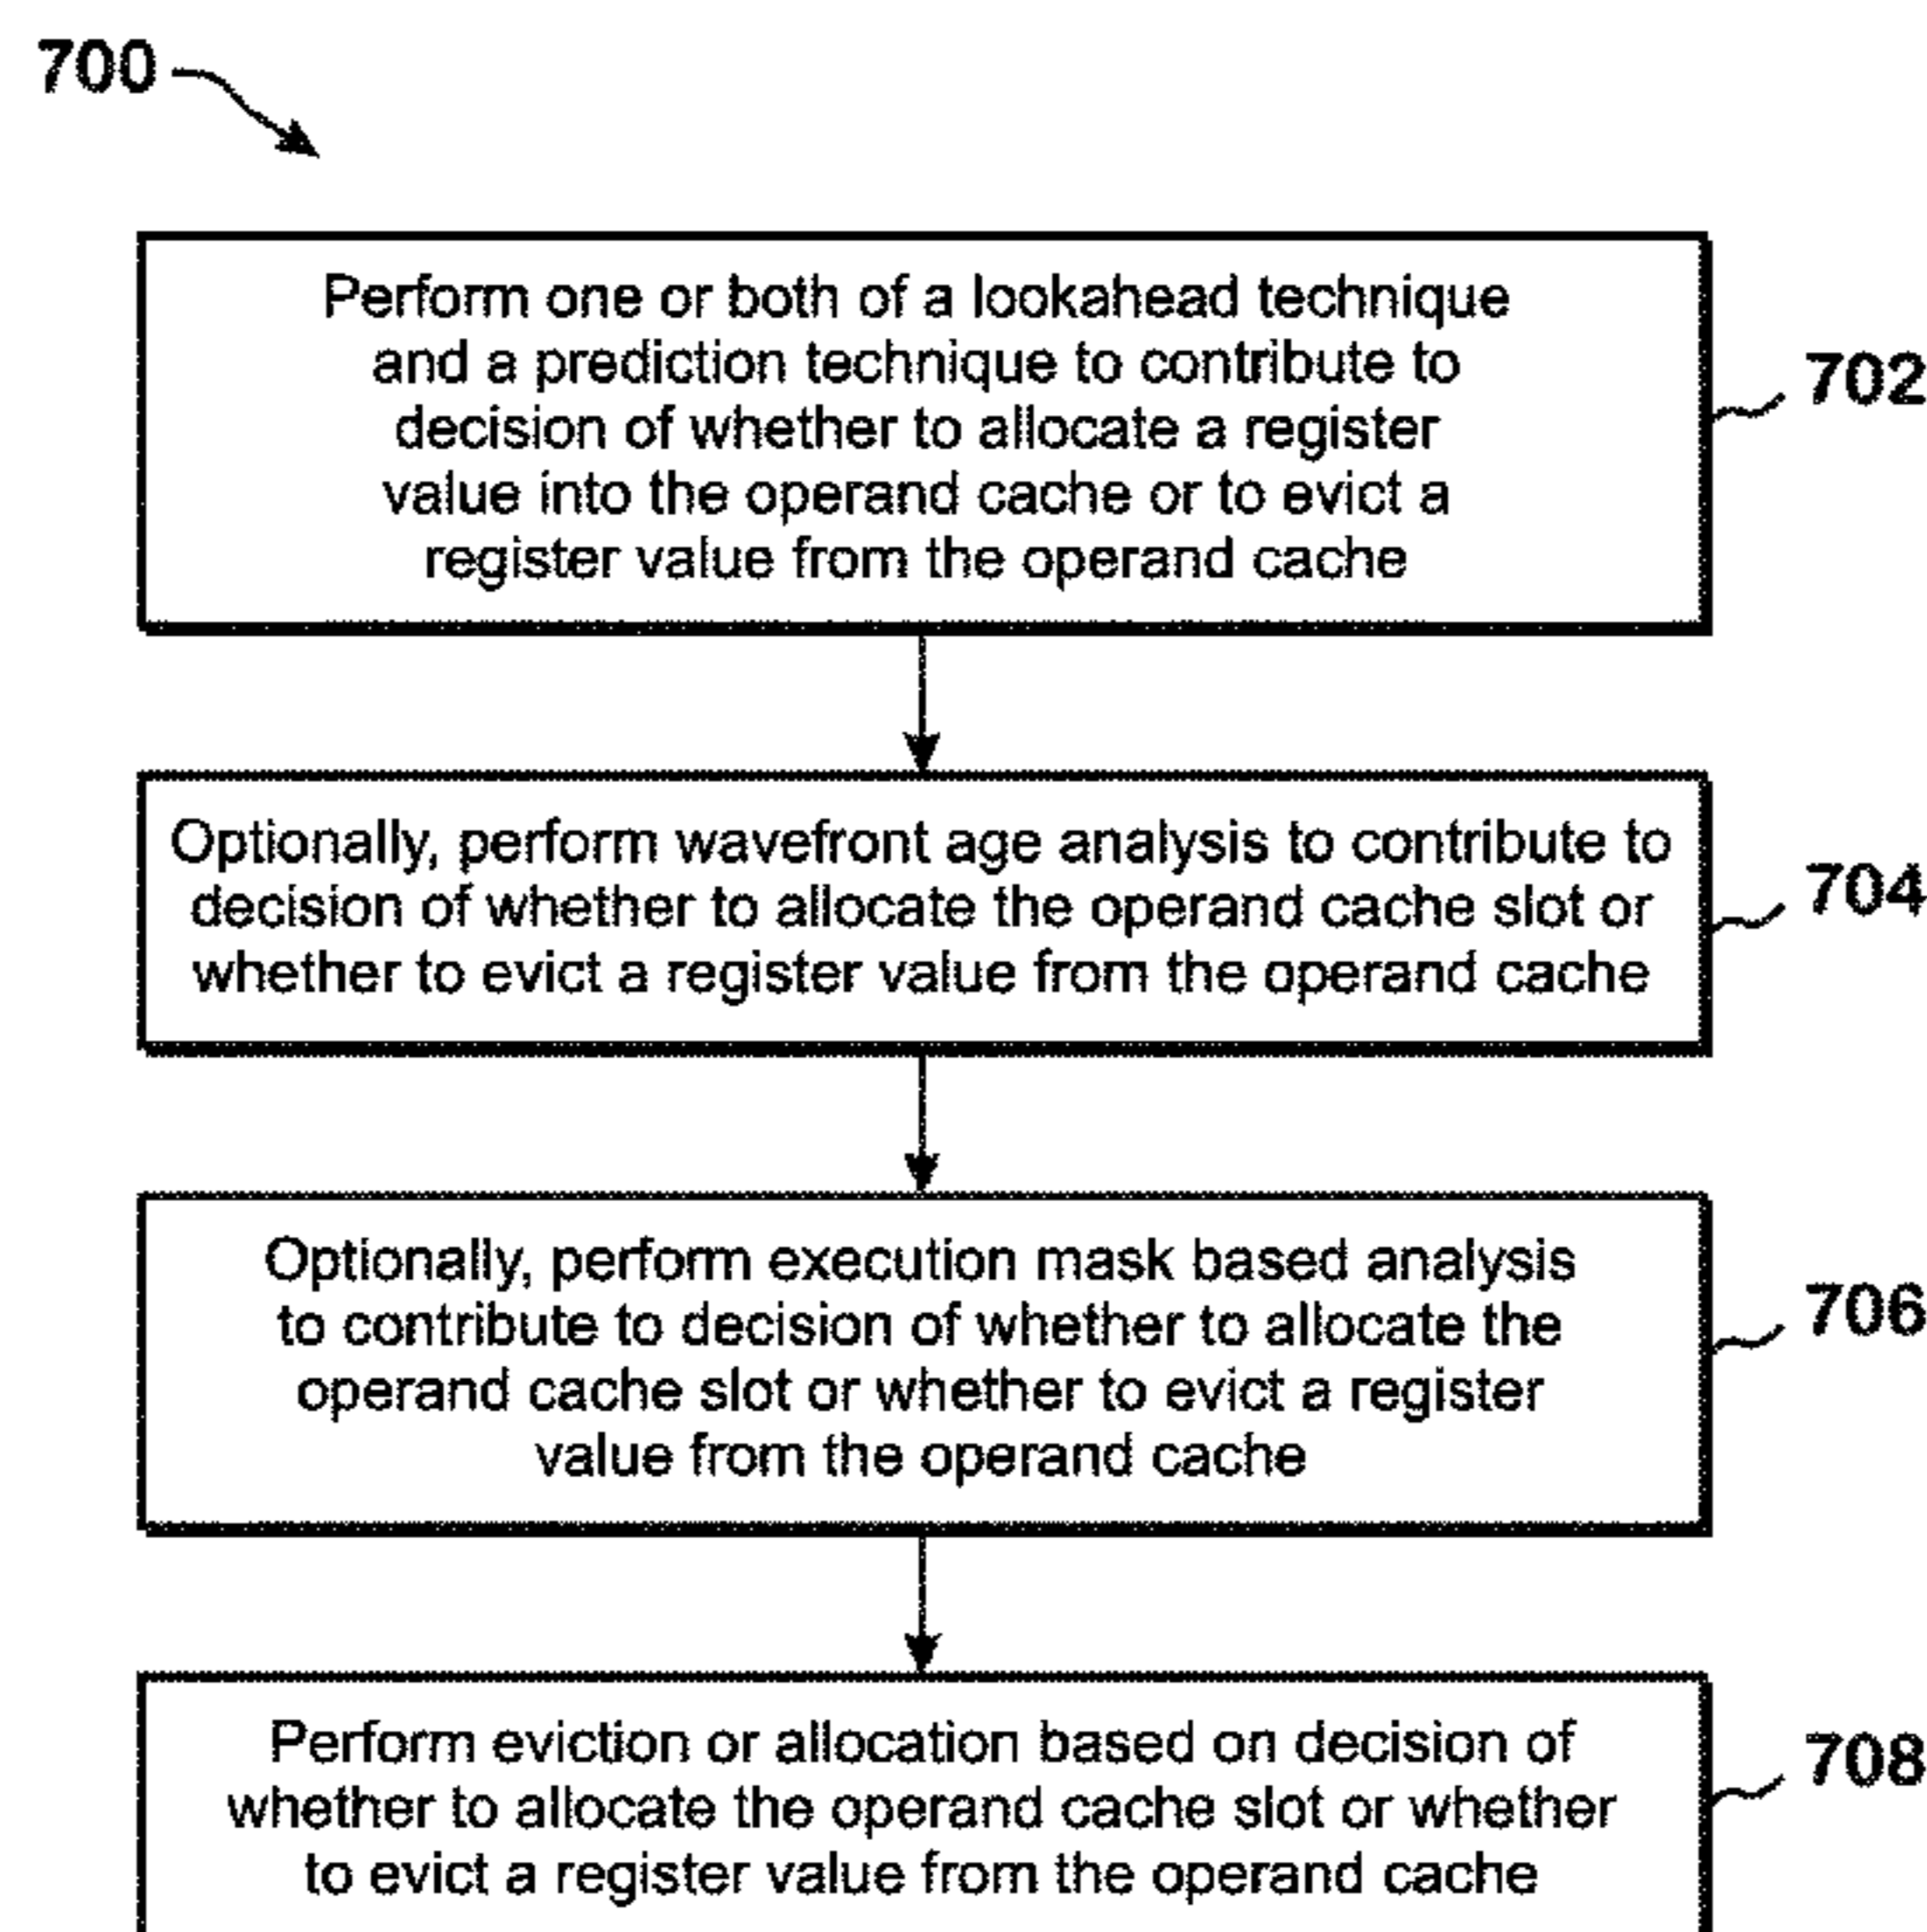 700
Perform one or both of a lookahead technique
and a prediction technique to contribute to
decision of whether to allocate a register
value into the operand cache or to evict a
register value from the operand cache
702
Optionally, perform wavefront age analysis to contribute to
decision of whether to allocate the operand cache slot or
whether to evict a register value from the operand cache
704
Optionally, perform execution mask based analysis
to contribute to decision of whether to allocate the
operand cache slot or whether to evict a register
value from the operand cache
706
Perform eviction or allocation based on decision of
whether to allocate the operand cache slot or whether
to evict a register value from the operand cache
708